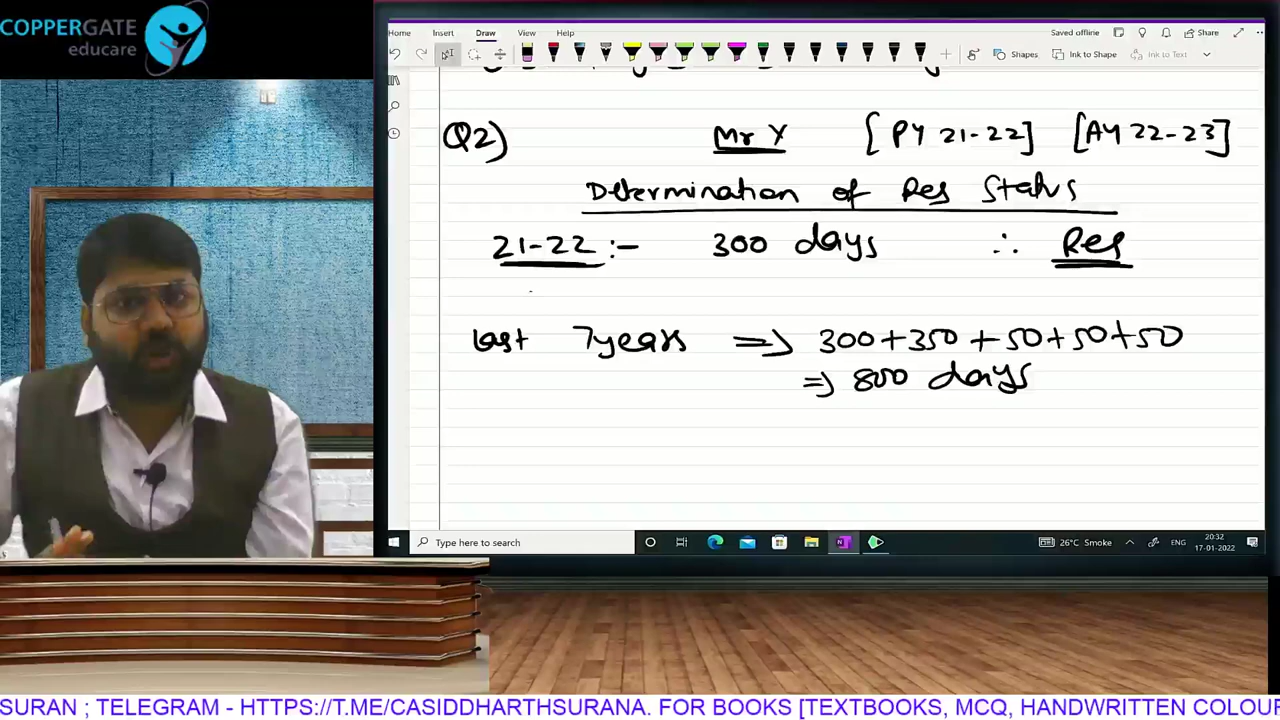 COPPERGATE
educare
Home Insert Draw View Help
Saved offline
Share
Shapes
Ink to Shape
Ink to Text
Q2) Mr X [PY 21-22] [AY 22-23]
Determination of Res Status
21-22 :- 300 days ∴ Res
last 7years ⇒ 300+350+50+50+50
⇒ 800 days
Type here to search
26°C Smoke
ENG
20:32
17-01-2022
SURAN ; TELEGRAM - HTTPS://T.ME/CASIDDHARTHSURANA. FOR BOOKS [TEXTBOOKS, MCQ, HANDWRITTEN COLOUR